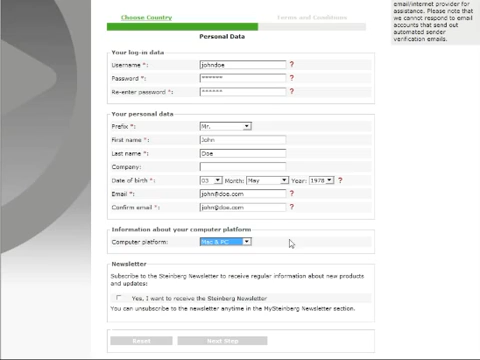 Choose Country
Terms and Conditions
email/internet provider for
assistance. Please note that
we cannot respond to email
accounts that send out
automated sender
verification emails.
Personal Data
Your log-in data
Username *: johndoe ?
Password *: ****** ?
Re-enter password *: ****** ?
Your personal data
Prefix *: Mr.
First name *: John
Last name *: Doe
Company:
Date of birth *: 03 Month: May Year: 1978 ?
Email *: john@doe.com ?
Confirm email *: john@doe.com ?
Information about your computer platform
Computer platform: Mac & PC
Newsletter
Subscribe to the Steinberg Newsletter to receive regular information about new products
and updates:
Yes, I want to receive the Steinberg Newsletter
You can unsubscribe to the newsletter anytime in the MySteinberg Newsletter section.
Reset
Next Step